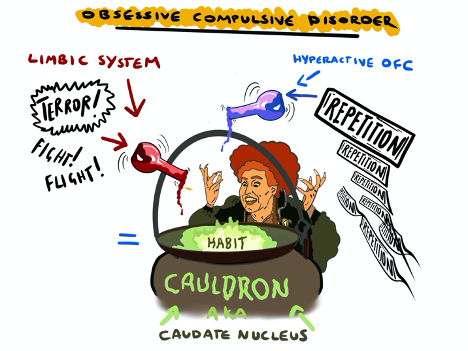 OBSESSIVE COMPULSIVE DISORDER
LIMBIC SYSTEM
HYPERACTIVE OFC
TERROR!
FIGHT!
FLIGHT!
REPETITION!
REPETITION!
REPETITION!
REPETITION!
REPETITION!
REPETITION!
=
HABIT
CAULDRON
AKA
CAUDATE NUCLEUS